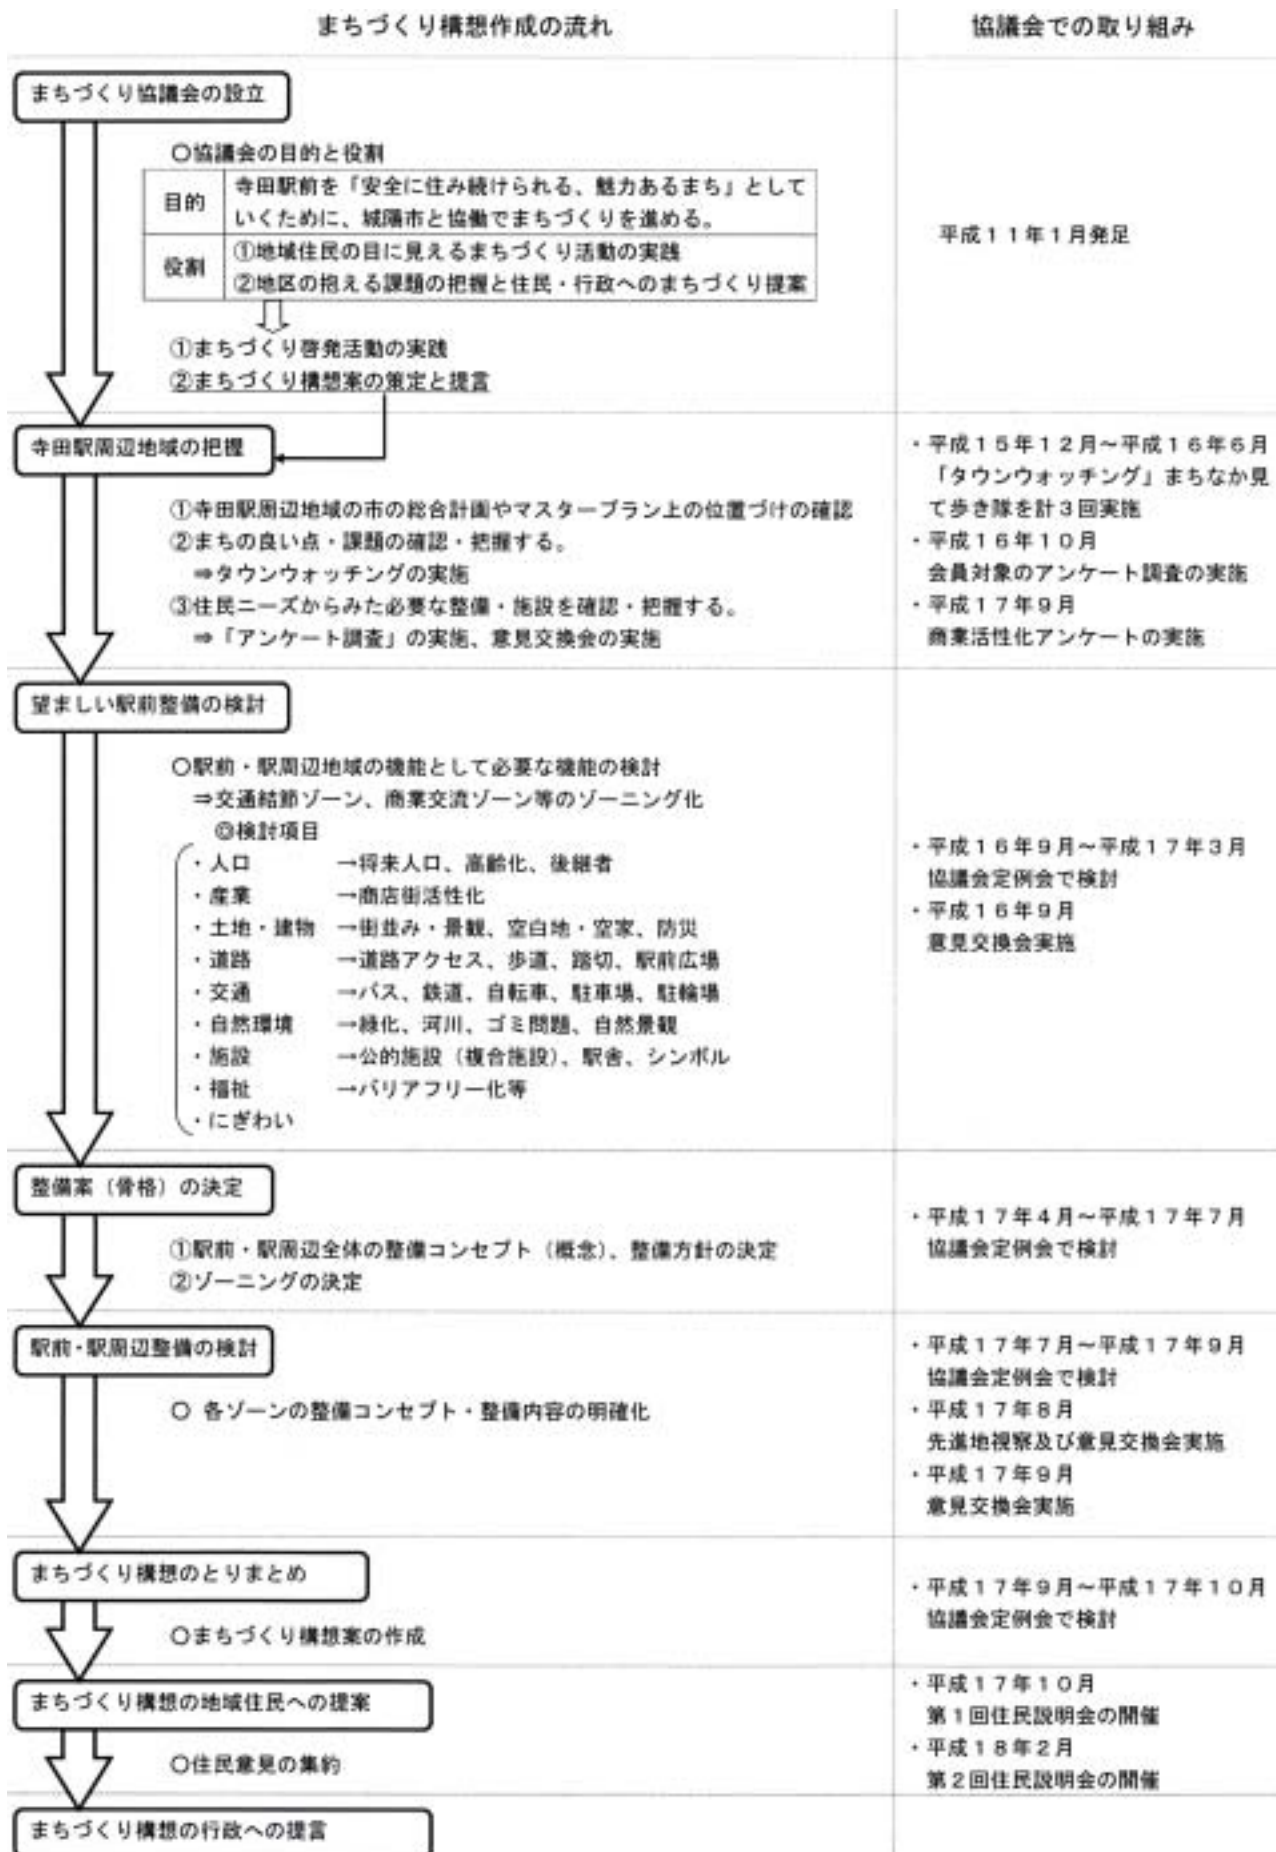 まちづくり構想作成の流れ
協議会での取り組み
まちづくり協議会の設立
○協議会の目的と役割
目的
寺田駅前を「安全に住み続けられる、魅力あるまち」として
いくために、城陽市と協働でまちづくりを進める。
役割
①地域住民の目に見えるまちづくり活動の実践
②地区の抱える課題の把握と住民・行政へのまちづくり提案
①まちづくり啓発活動の実践
②まちづくり構想案の策定と提言
平成１１年１月発足
寺田駅周辺地域の把握
①寺田駅周辺地域の市の総合計画やマスタープラン上の位置づけの確認
②まちの良い点・課題の確認・把握する。
⇒タウンウォッチングの実施
③住民ニーズからみた必要な整備・施設を確認・把握する。
⇒「アンケート調査」の実施、意見交換会の実施
・平成１５年１２月～平成１６年６月
「タウンウォッチング」まちなか見
て歩き隊を計３回実施
・平成１６年１０月
会員対象のアンケート調査の実施
・平成１７年９月
商業活性化アンケートの実施
望ましい駅前整備の検討
○駅前・駅周辺地域の機能として必要な機能の検討
⇒交通結節ゾーン、商業交流ゾーン等のゾーニング化
◎検討項目
・人口 →将来人口、高齢化、後継者
・産業 →商店街活性化
・土地・建物 →街並み・景観、空白地・空家、防災
・道路 →道路アクセス、歩道、踏切、駅前広場
・交通 →バス、鉄道、自転車、駐車場、駐輪場
・自然環境 →緑化、河川、ゴミ問題、自然景観
・施設 →公的施設（複合施設）、駅舎、シンボル
・福祉 →バリアフリー化等
・にぎわい
・平成１６年９月～平成１７年３月
協議会定例会で検討
・平成１６年９月
意見交換会実施
整備案（骨格）の決定
①駅前・駅周辺全体の整備コンセプト（概念）、整備方針の決定
②ゾーニングの決定
・平成１７年４月～平成１７年７月
協議会定例会で検討
駅前・駅周辺整備の検討
○ 各ゾーンの整備コンセプト・整備内容の明確化
・平成１７年７月～平成１７年９月
協議会定例会で検討
・平成１７年８月
先進地視察及び意見交換会実施
・平成１７年９月
意見交換会実施
まちづくり構想のとりまとめ
○まちづくり構想案の作成
・平成１７年９月～平成１７年１０月
協議会定例会で検討
まちづくり構想の地域住民への提案
○住民意見の集約
・平成１７年１０月
第１回住民説明会の開催
・平成１８年２月
第２回住民説明会の開催
まちづくり構想の行政への提言